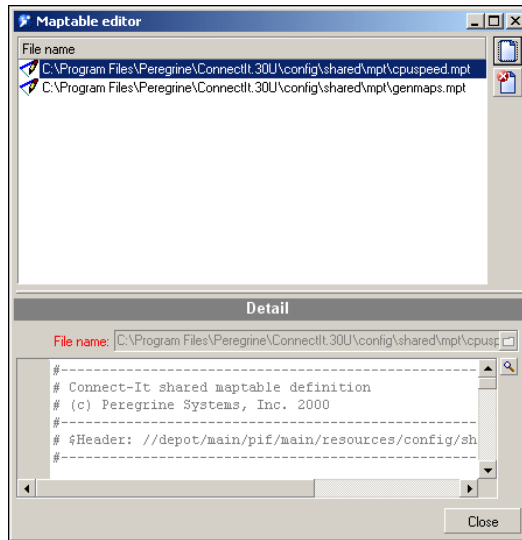 Maptable editor
File name
C:\Program Files\Peregrine\ConnectIt.30U\config\shared\mpt\cpuspeed.mpt
C:\Program Files\Peregrine\ConnectIt.30U\config\shared\mpt\genmaps.mpt
Detail
File name: C:\Program Files\Peregrine\ConnectIt.30U\config\shared\mpt\cpusp
#-------------------------------------------------
# Connect-It shared maptable definition
# (c) Peregrine Systems, Inc. 2000
#-------------------------------------------------
# $Header: //depot/main/pif/main/resources/config/sh
#-------------------------------------------------
Close